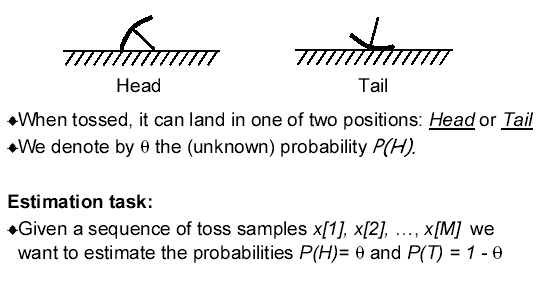 Head Tail
♦When tossed, it can land in one of two positions: Head or Tail
♦We denote by θ the (unknown) probability P(H).
Estimation task:
♦Given a sequence of toss samples x[1], x[2], …, x[M] we
want to estimate the probabilities P(H)= θ and P(T) = 1 - θ